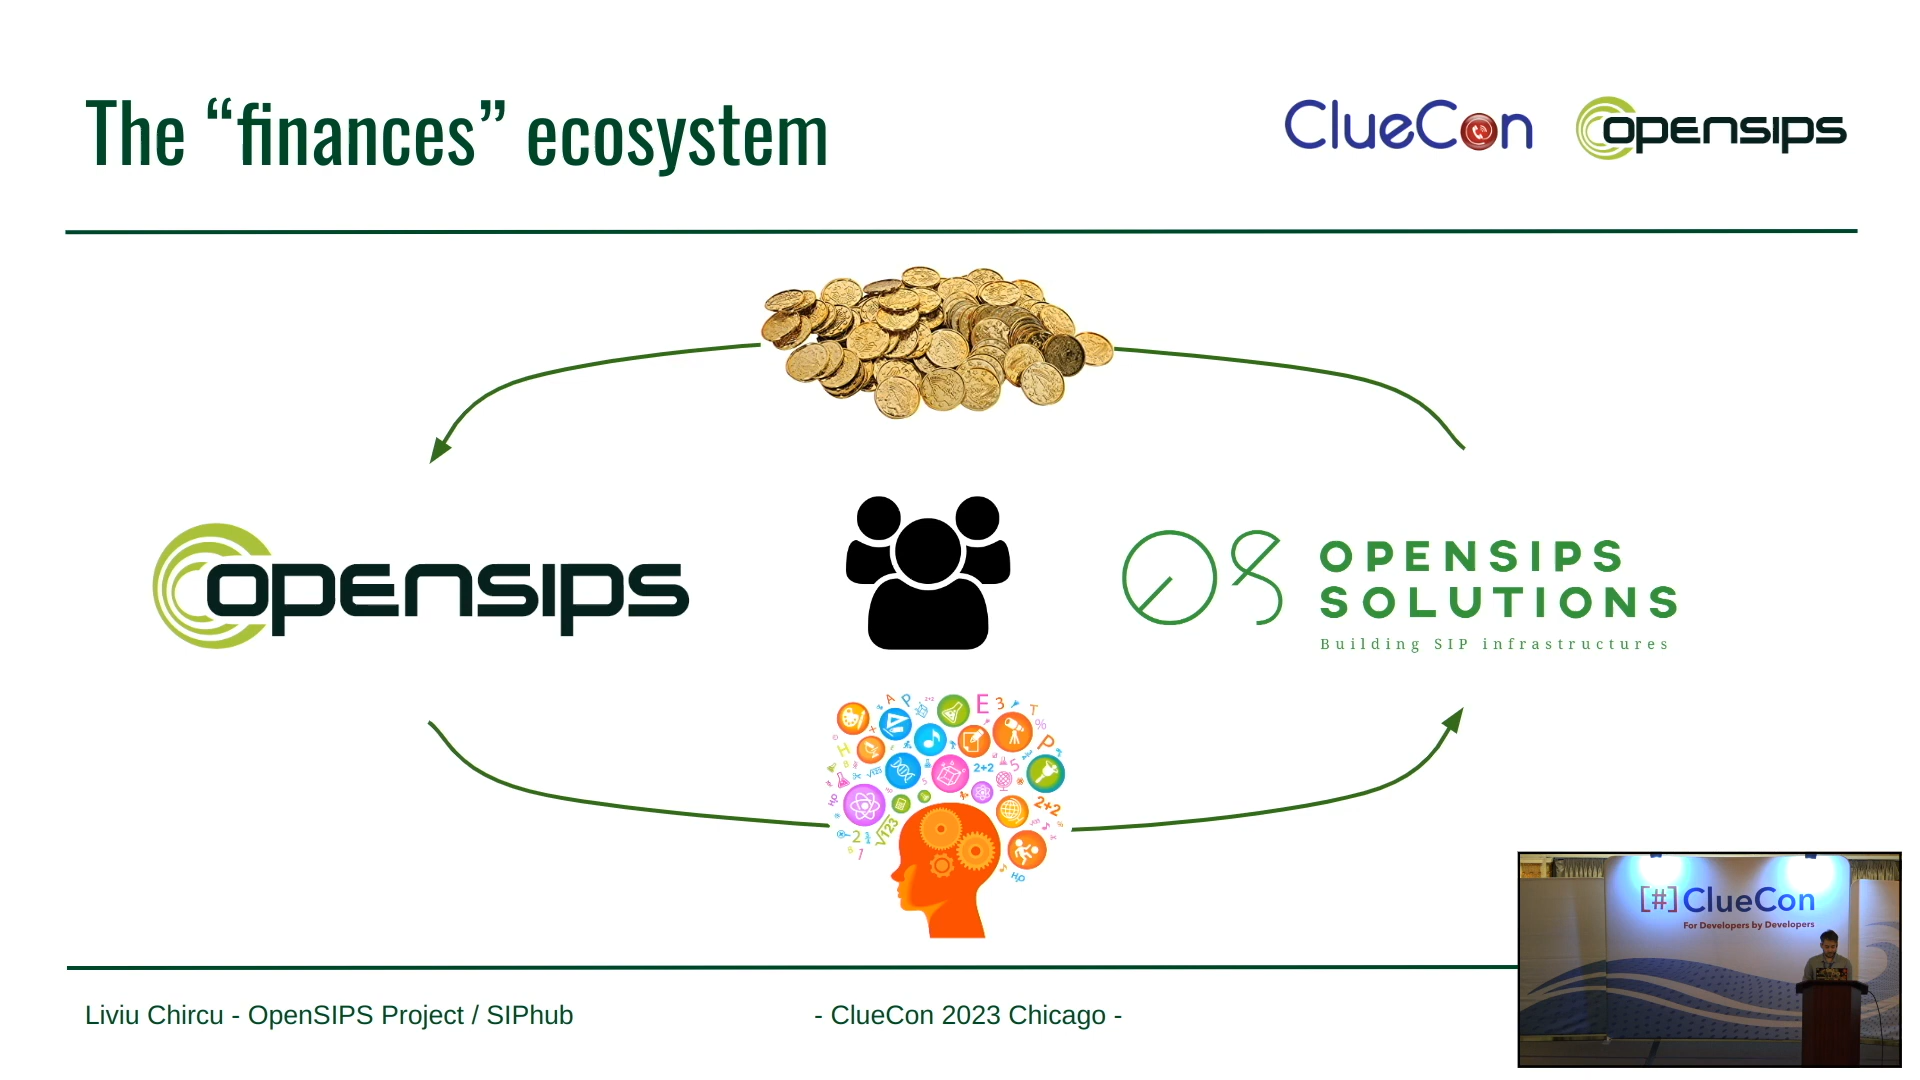 The “finances” ecosystem
ClueCon
opensips
opensips
OS
OPENSIPS
SOLUTIONS
Building SIP infrastructures
[#]ClueCon
For Developers by Developers
Liviu Chircu - OpenSIPS Project / SIPhub
- ClueCon 2023 Chicago -